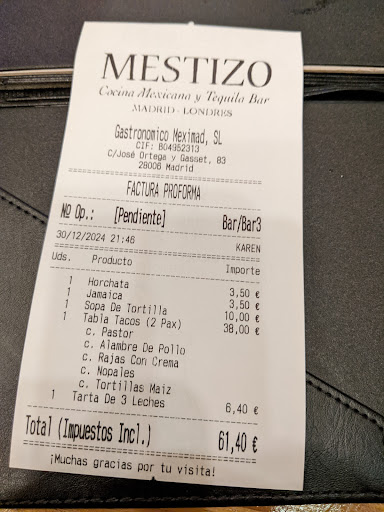 MESTIZO
Cocina Mexicana y Tequila Bar
MADRID - LONDRES
Gastronomico Meximad, SL
CIF: B04952313
C/José Ortega y Gasset, 83
28006 Madrid
FACTURA PROFORMA
Nº Op.: [Pendiente] Bar/Bar3
30/12/2024 21:46 KAREN
Uds. Producto Importe
1 Horchata 3,50 €
1 Jamaica 3,50 €
1 Sopa De Tortilla 10,00 €
1 Tabla Tacos (2 Pax) 38,00 €
c. Pastor
c. Alambre De Pollo
c. Rajas Con Crema
c. Nopales
c. Tortillas Maiz
1 Tarta De 3 Leches 6,40 €
Total (Impuestos Incl.) 61,40 €
¡Muchas gracias por tu visita!